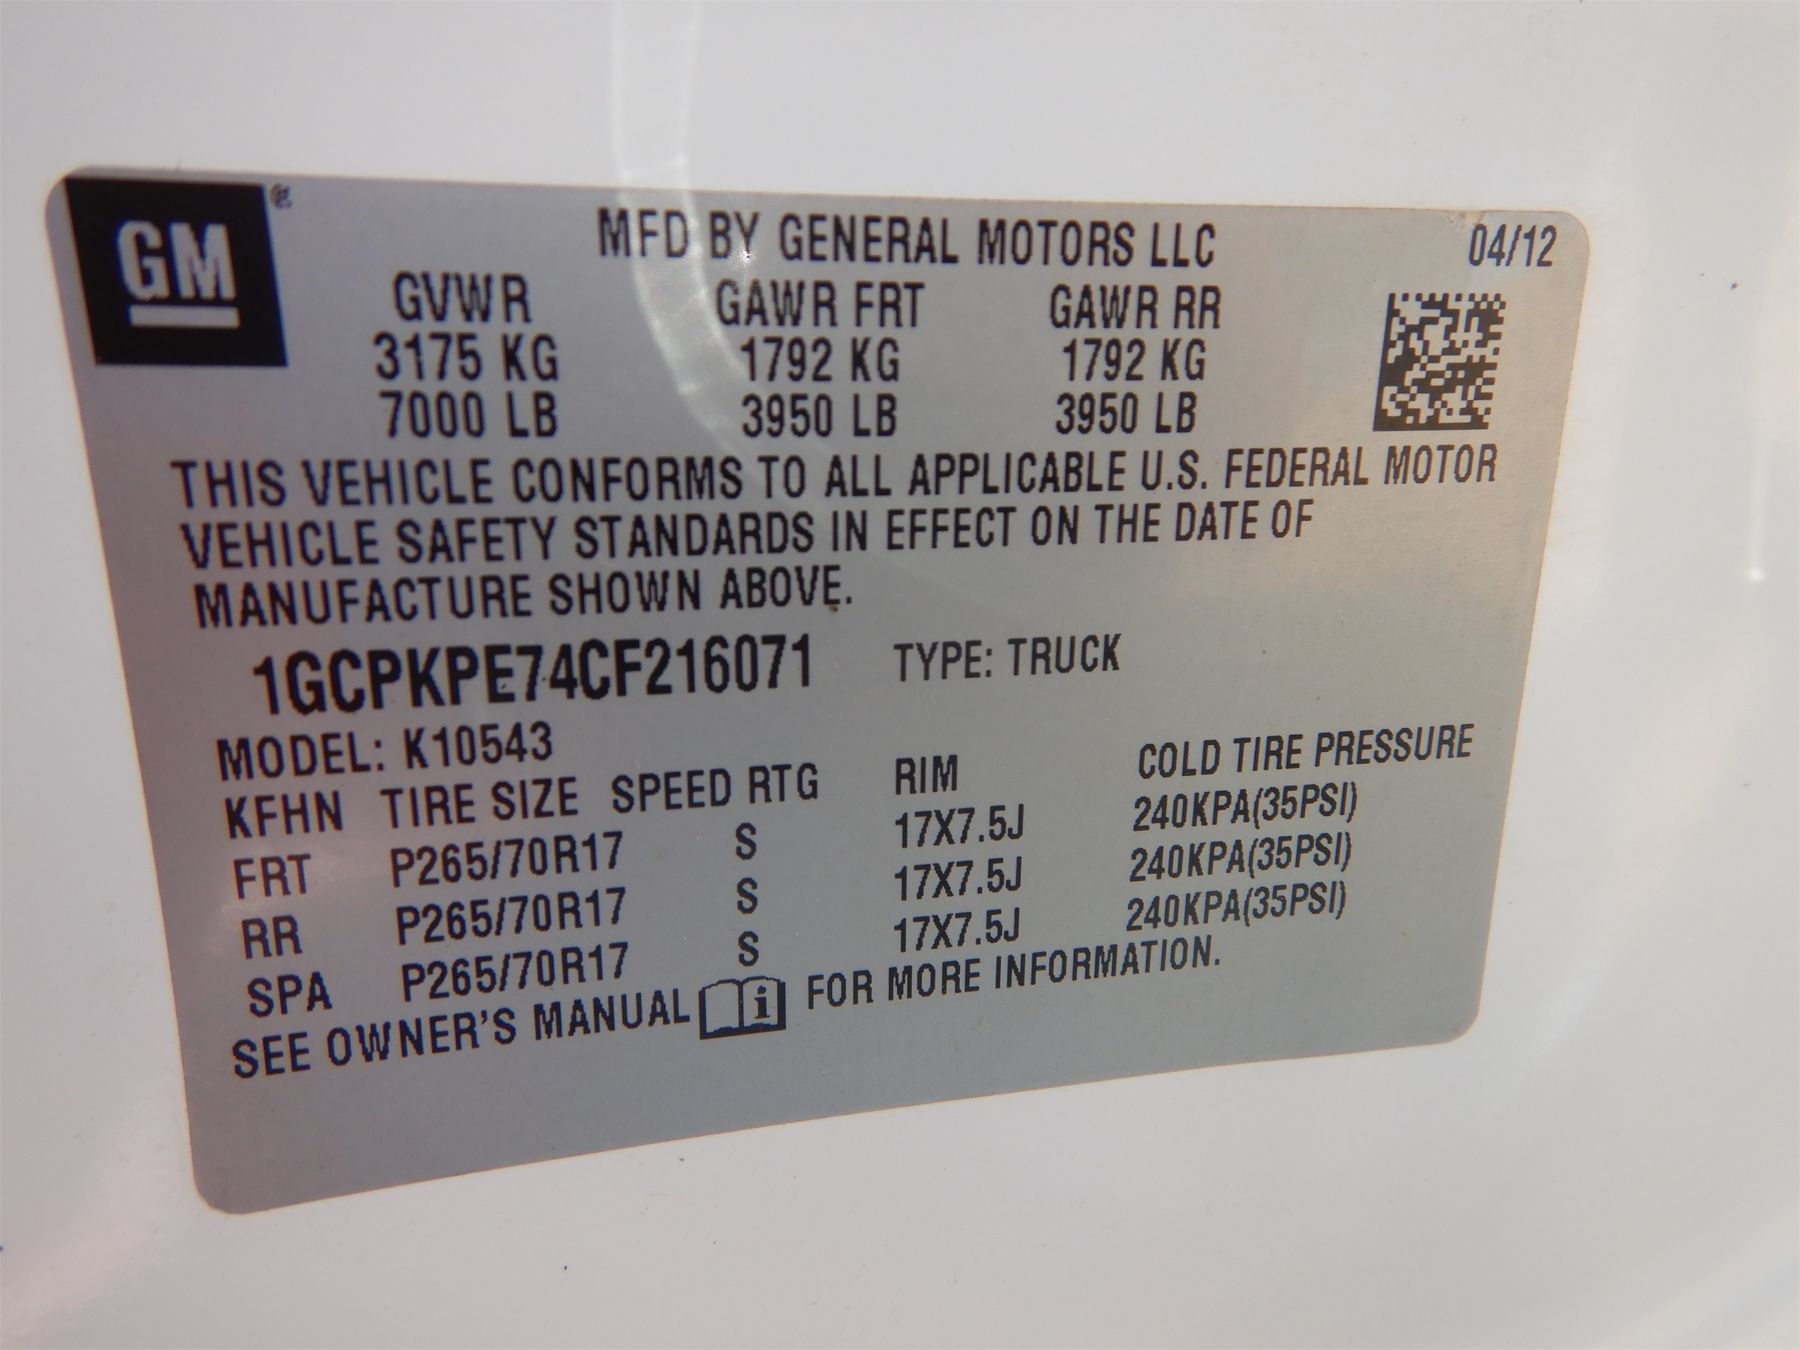 GM
MFD BY GENERAL MOTORS LLC 04/12
GVWR GAWR FRT GAWR RR
3175 KG 1792 KG 1792 KG
7000 LB 3950 LB 3950 LB
THIS VEHICLE CONFORMS TO ALL APPLICABLE U.S. FEDERAL MOTOR
VEHICLE SAFETY STANDARDS IN EFFECT ON THE DATE OF
MANUFACTURE SHOWN ABOVE.
1GCPKPE74CF216071 TYPE: TRUCK
MODEL: K10543
KFHN TIRE SIZE SPEED RTG RIM COLD TIRE PRESSURE
FRT P265/70R17 S 17X7.5J 240KPA(35PSI)
RR P265/70R17 S 17X7.5J 240KPA(35PSI)
SPA P265/70R17 S 17X7.5J 240KPA(35PSI)
SEE OWNER'S MANUAL i FOR MORE INFORMATION.